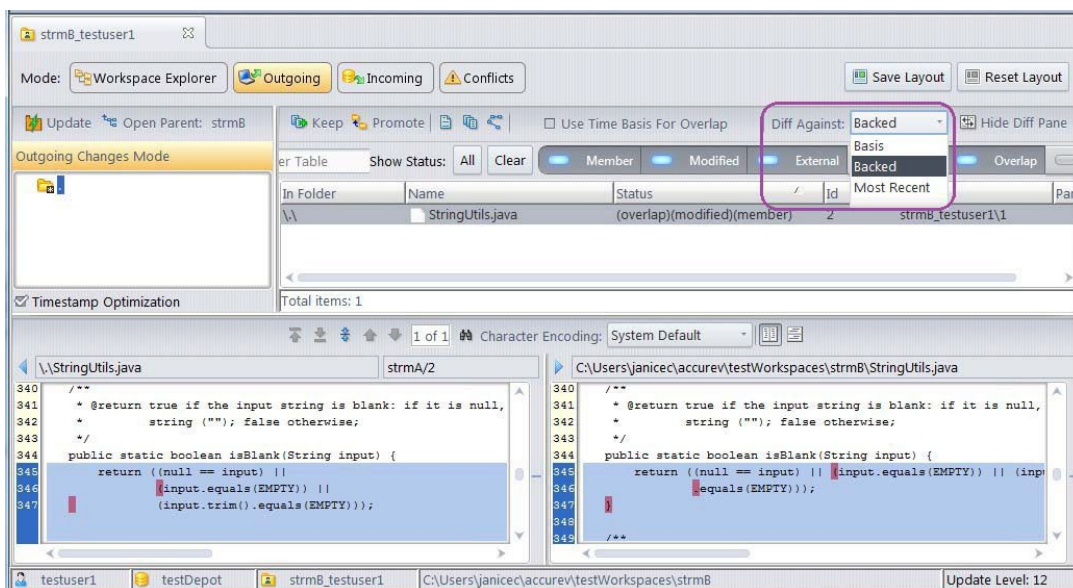 strmB_testuser1
Mode: Workspace Explorer Outgoing Incoming Conflicts Save Layout Reset Layout
Update Open Parent: strmB Keep Promote Use Time Basis For Overlap Diff Against: Backed Hide Diff Pane
Basis
Backed
Most Recent
Outgoing Changes Mode
er Table Show Status: All Clear Member Modified External Overlap
In Folder Name Status Id Par
\.\ StringUtils.java (overlap)(modified)(member) 2 strmB_testuser1\1
Timestamp Optimization Total items: 1
1 of 1 Character Encoding: System Default
\.\StringUtils.java strmA/2
340 /**
341 * @return true if the input string is blank: if it is null,
342 * string (""); false otherwise;
343 */
344 public static boolean isBlank(String input) {
345 return ((null == input) ||
346 (input.equals(EMPTY)) ||
347 (input.trim().equals(EMPTY)));
C:\Users\janicec\accurev\testWorkspaces\strmB\StringUtils.java
340 /**
341 * @return true if the input string is blank: if it is null,
342 * string (""); false otherwise;
343 */
344 public static boolean isBlank(String input) {
345 return ((null == input) || (input.equals(EMPTY)) || (inp
346 .equals(EMPTY)));
347 }
348
349 /**
testuser1 testDepot strmB_testuser1 C:\Users\janicec\accurev\testWorkspaces\strmB Update Level: 12